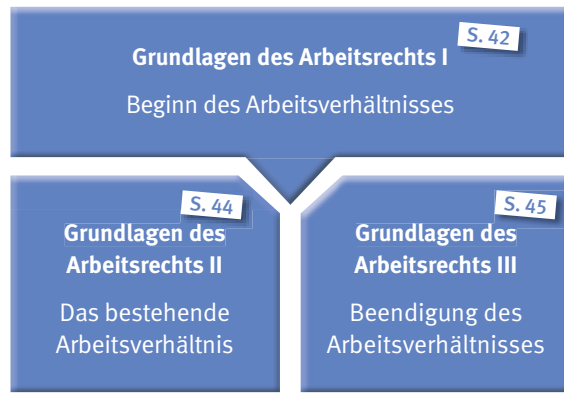 S. 42
Grundlagen des Arbeitsrechts I
Beginn des Arbeitsverhältnisses
S. 44
Grundlagen des
Arbeitsrechts II
Das bestehende
Arbeitsverhältnis
S. 45
Grundlagen des
Arbeitsrechts III
Beendigung des
Arbeitsverhältnisses